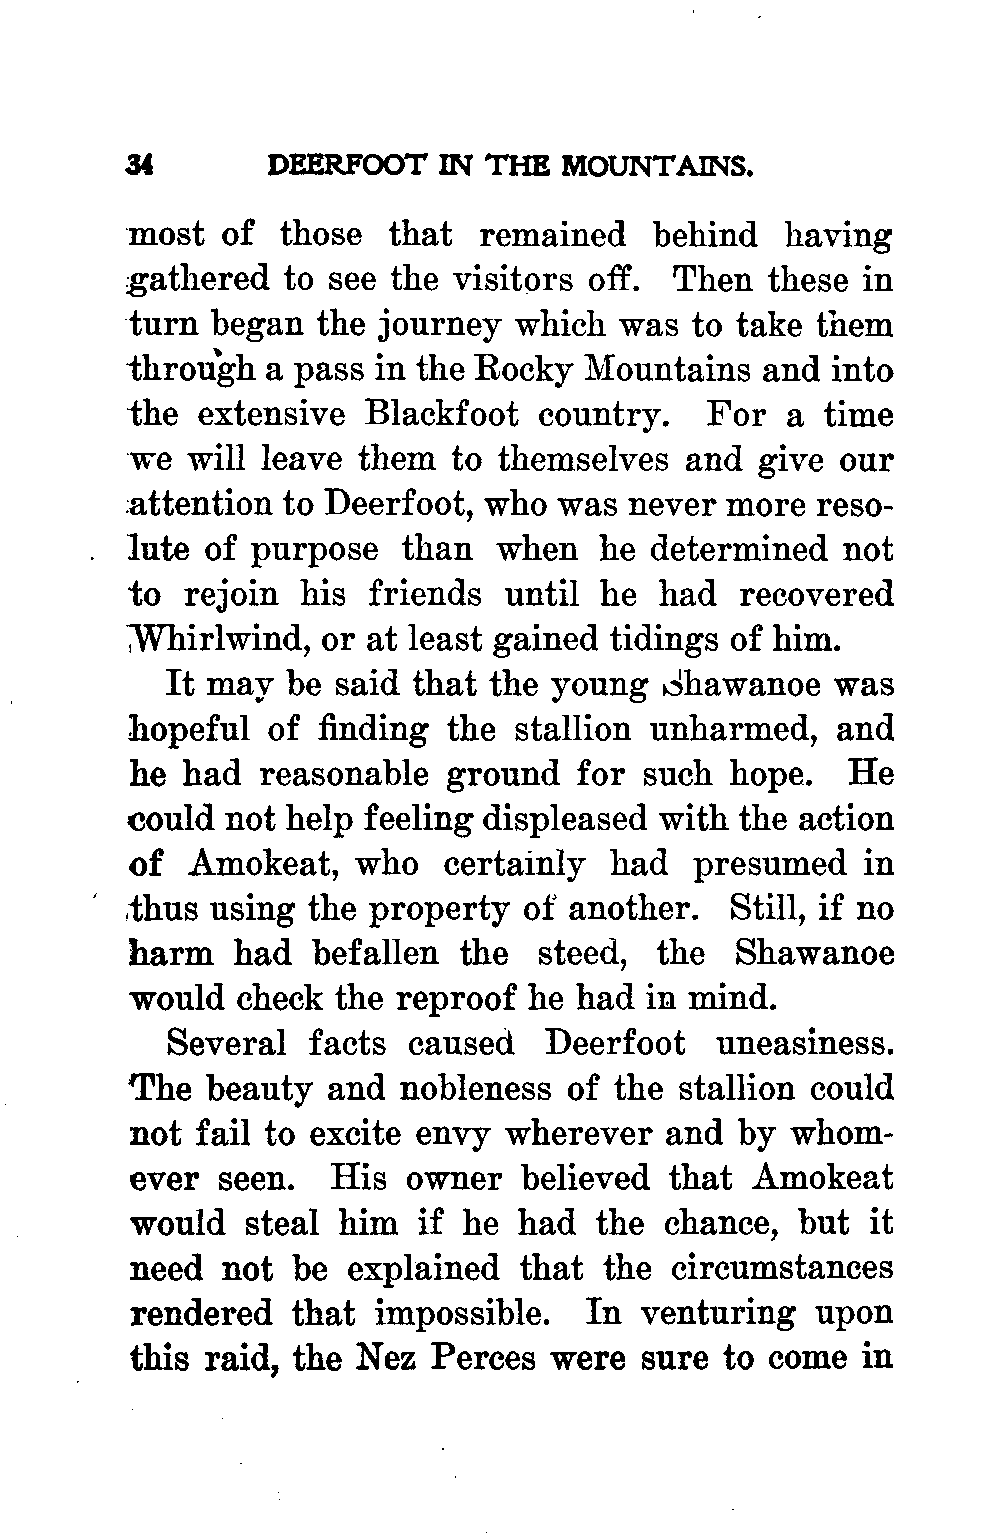 34 DEERFOOT IN THE MOUNTAINS.
most of those that remained behind having
gathered to see the visitors off. Then these in
turn began the journey which was to take them
through a pass in the Rocky Mountains and into
the extensive Blackfoot country. For a time
we will leave them to themselves and give our
attention to Deerfoot, who was never more reso-
lute of purpose than when he determined not
to rejoin his friends until he had recovered
Whirlwind, or at least gained tidings of him.
It may be said that the young Shawanoe was
hopeful of finding the stallion unharmed, and
he had reasonable ground for such hope. He
could not help feeling displeased with the action
of Amokeat, who certainly had presumed in
thus using the property of another. Still, if no
harm had befallen the steed, the Shawanoe
would check the reproof he had in mind.
Several facts caused Deerfoot uneasiness.
The beauty and nobleness of the stallion could
not fail to excite envy wherever and by whom-
ever seen. His owner believed that Amokeat
would steal him if he had the chance, but it
need not be explained that the circumstances
rendered that impossible. In venturing upon
this raid, the Nez Perces were sure to come in